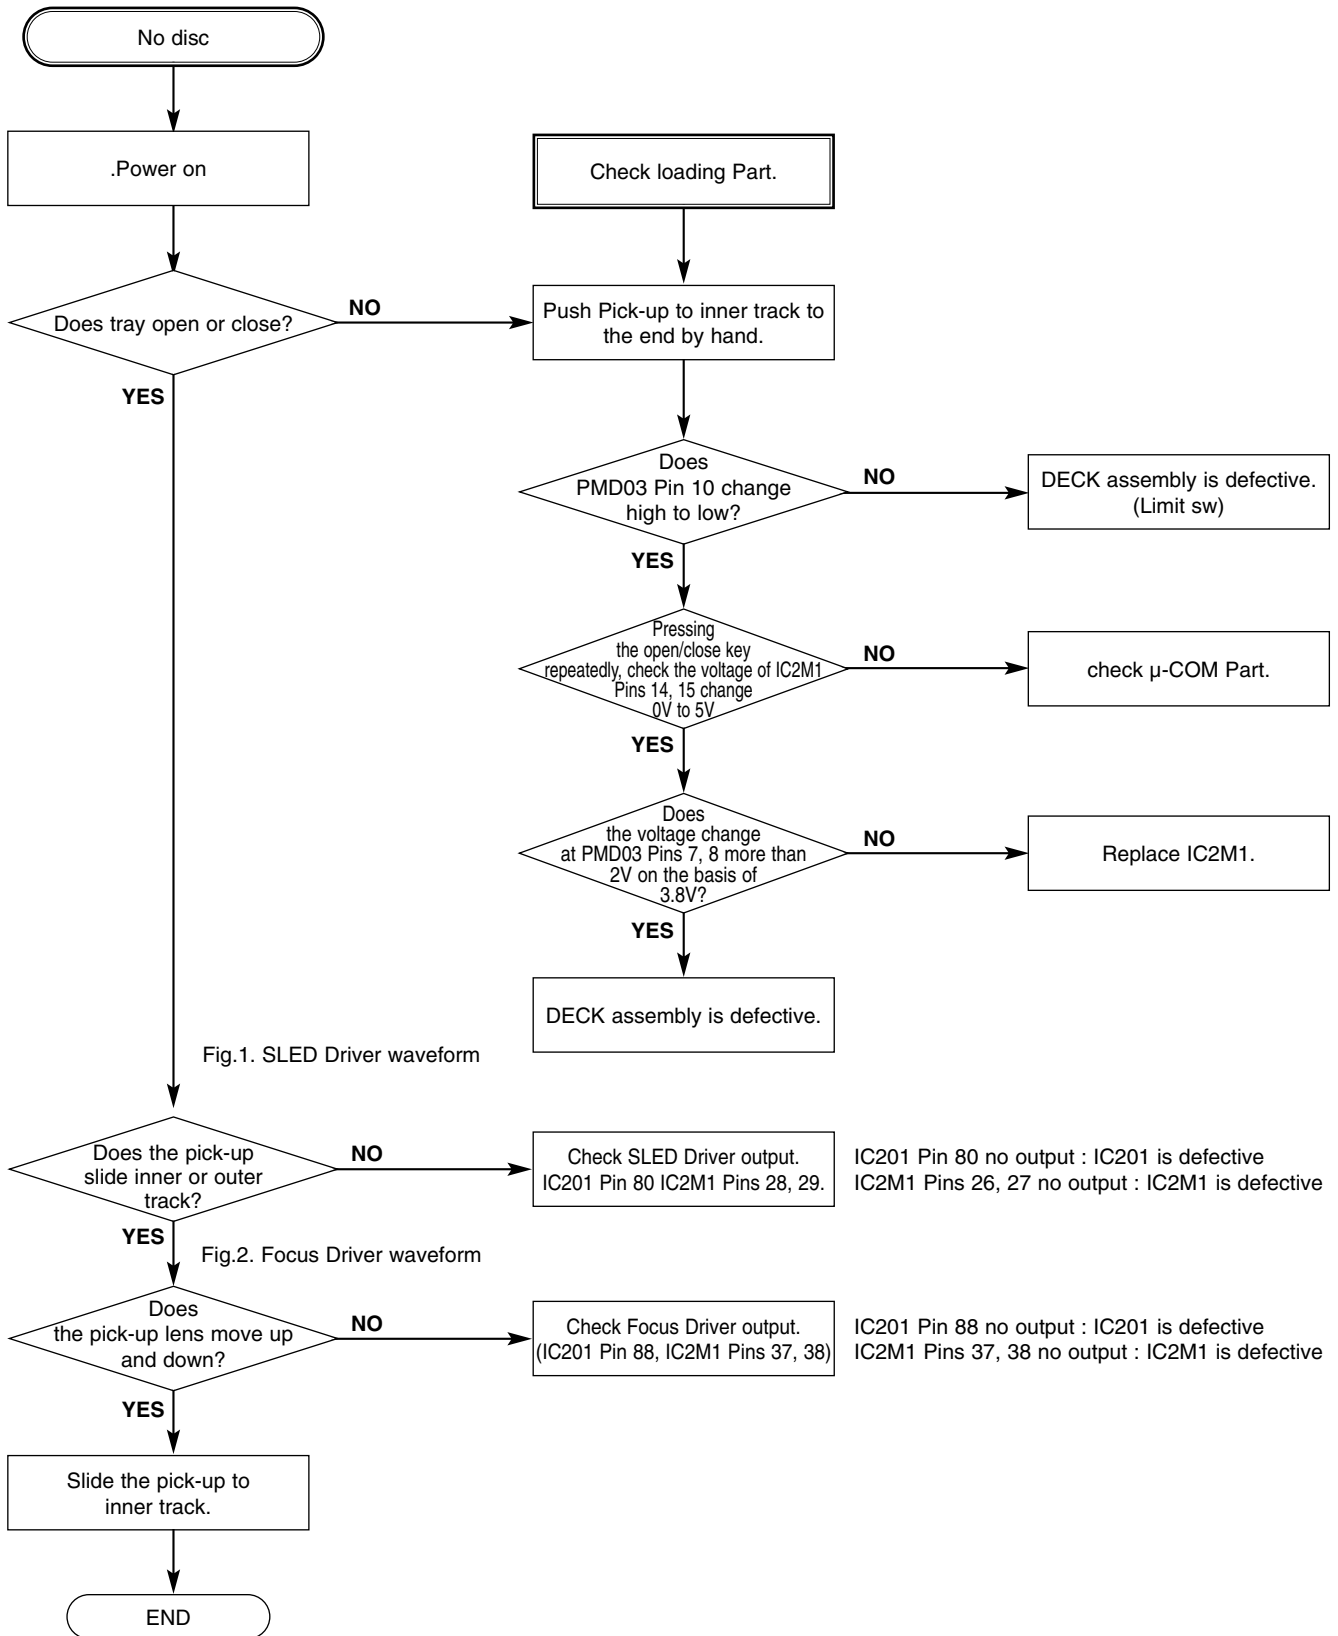 No disc
.Power on
Check loading Part.
Does tray open or close?
NO
Push Pick-up to inner track to
the end by hand.
YES
Does
PMD03 Pin 10 change
high to low?
NO
DECK assembly is defective.
(Limit sw)
YES
Pressing
the open/close key
repeatedly, check the voltage of IC2M1
Pins 14, 15 change
0V to 5V
NO
check µ-COM Part.
YES
Does
the voltage change
at PMD03 Pins 7, 8 more than
2V on the basis of
3.8V?
NO
Replace IC2M1.
YES
DECK assembly is defective.
Fig.1. SLED Driver waveform
Does the pick-up
slide inner or outer
track?
NO
Check SLED Driver output.
IC201 Pin 80 IC2M1 Pins 28, 29.
IC201 Pin 80 no output : IC201 is defective
IC2M1 Pins 26, 27 no output : IC2M1 is defective
YES
Fig.2. Focus Driver waveform
Does
the pick-up lens move up
and down?
NO
Check Focus Driver output.
(IC201 Pin 88, IC2M1 Pins 37, 38)
IC201 Pin 88 no output : IC201 is defective
IC2M1 Pins 37, 38 no output : IC2M1 is defective
YES
Slide the pick-up to
inner track.
END